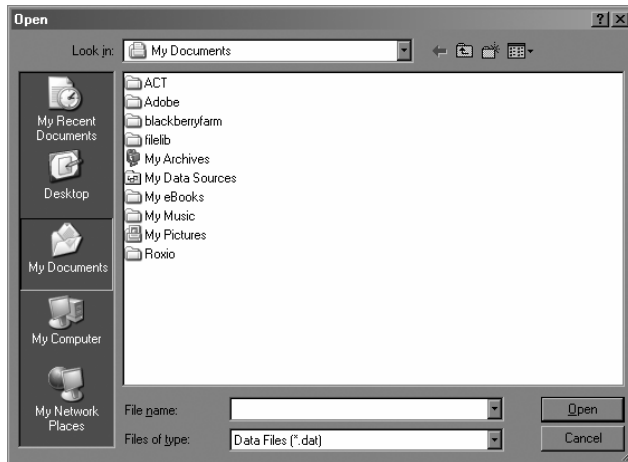 Open
Look in:
My Documents
ACT
Adobe
blackberryfarm
filelib
My Archives
My Data Sources
My eBooks
My Music
My Pictures
Roxio
My Recent
Documents
Desktop
My Documents
My Computer
My Network
Places
File name:
Open
Files of type:
Data Files (*.dat)
Cancel